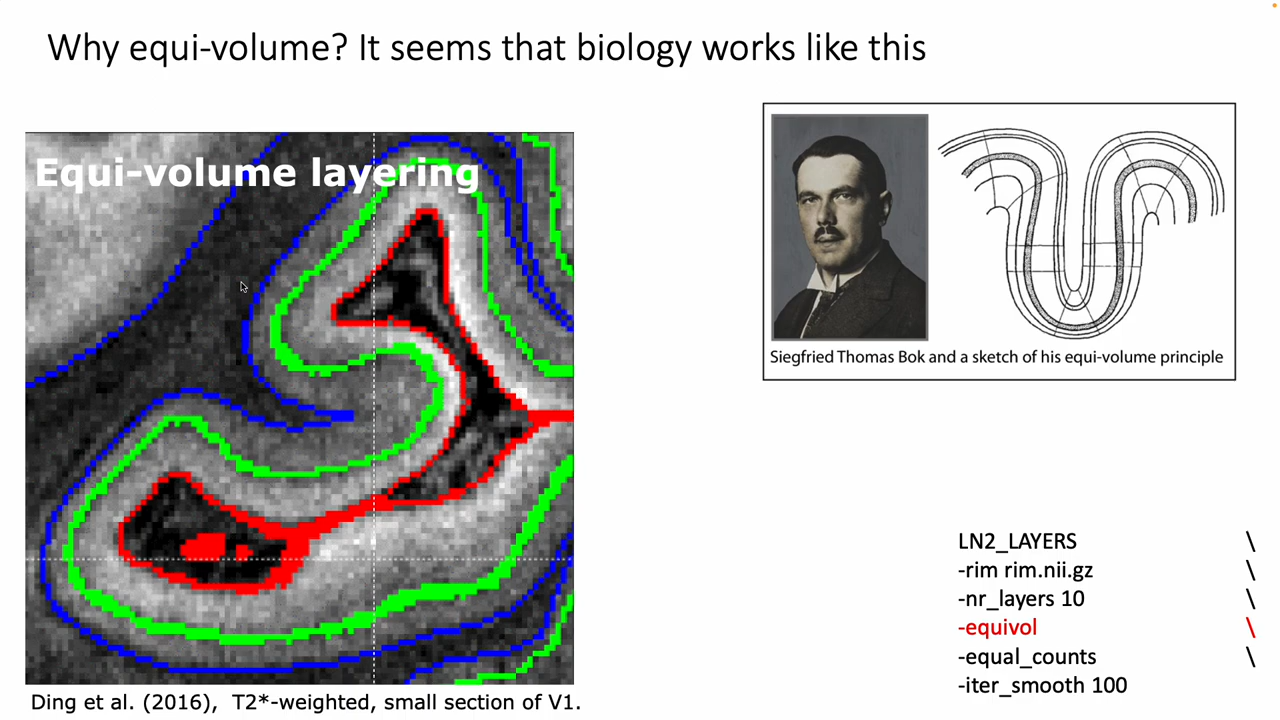 Why equi-volume? It seems that biology works like this
Equi-volume layering
Ding et al. (2016), T2*-weighted, small section of V1.
Siegfried Thomas Bok and a sketch of his equi-volume principle
LN2_LAYERS \
-rim rim.nii.gz \
-nr_layers 10 \
-equivol \
-equal_counts \
-iter_smooth 100